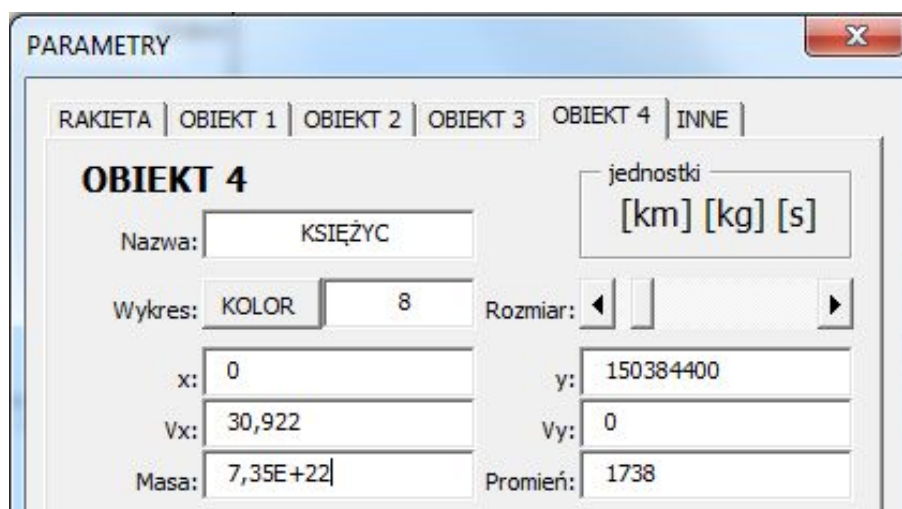 PARAMETRY
RAKIETA OBIEKT 1 OBIEKT 2 OBIEKT 3 OBIEKT 4 INNE
OBIEKT 4
jednostki
[km] [kg] [s]
Nazwa: KSIĘŻYC
Wykres: KOLOR 8 Rozmiar:
x: 0 y: 150384400
Vx: 30,922 Vy: 0
Masa: 7,35E+22 Promień: 1738